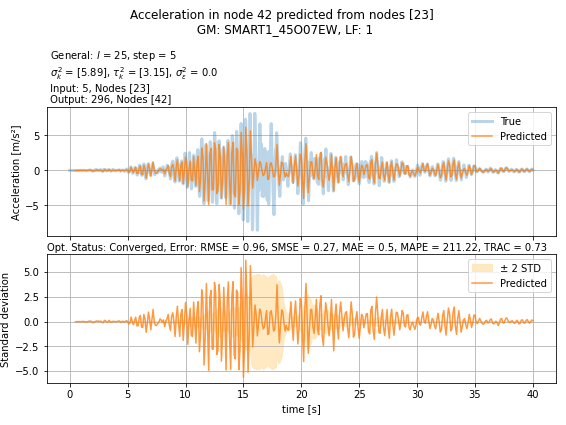 Acceleration in node 42 predicted from nodes [23]
GM: SMART1_45O07EW, LF: 1
General: l = 25, step = 5
σ²ₖ = [5.89], τ²ₖ = [3.15], σ²ε = 0.0
Input: 5, Nodes [23]
Output: 296, Nodes [42]
Acceleration [m/s²]
5
0
−5
True
Predicted
Opt. Status: Converged, Error: RMSE = 0.96, SMSE = 0.27, MAE = 0.5, MAPE = 211.22, TRAC = 0.73
Standard deviation
5.0
2.5
0.0
−2.5
−5.0
± 2 STD
Predicted
0 5 10 15 20 25 30 35 40
time [s]